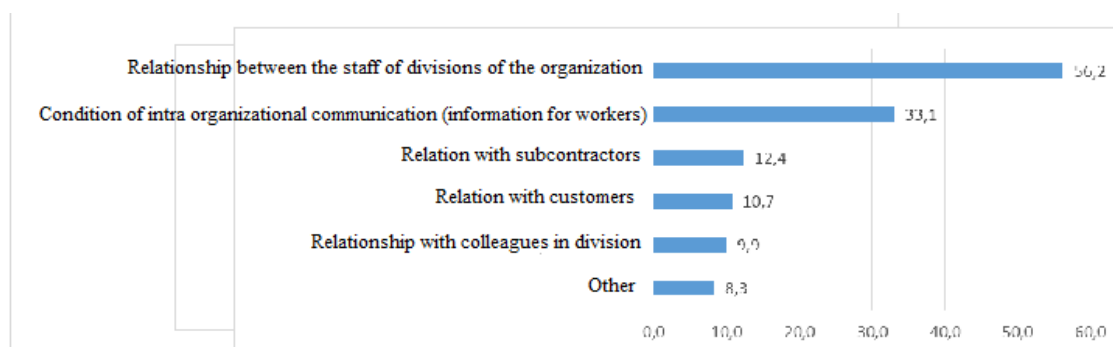 Relationship between the staff of divisions of the organization 56,2
Condition of intra organizational communication (information for workers) 33,1
Relation with subcontractors 12,4
Relation with customers 10,7
Relationship with colleagues in division 9,9
Other 8,3
0,0 10,0 20,0 30,0 40,0 50,0 60,0